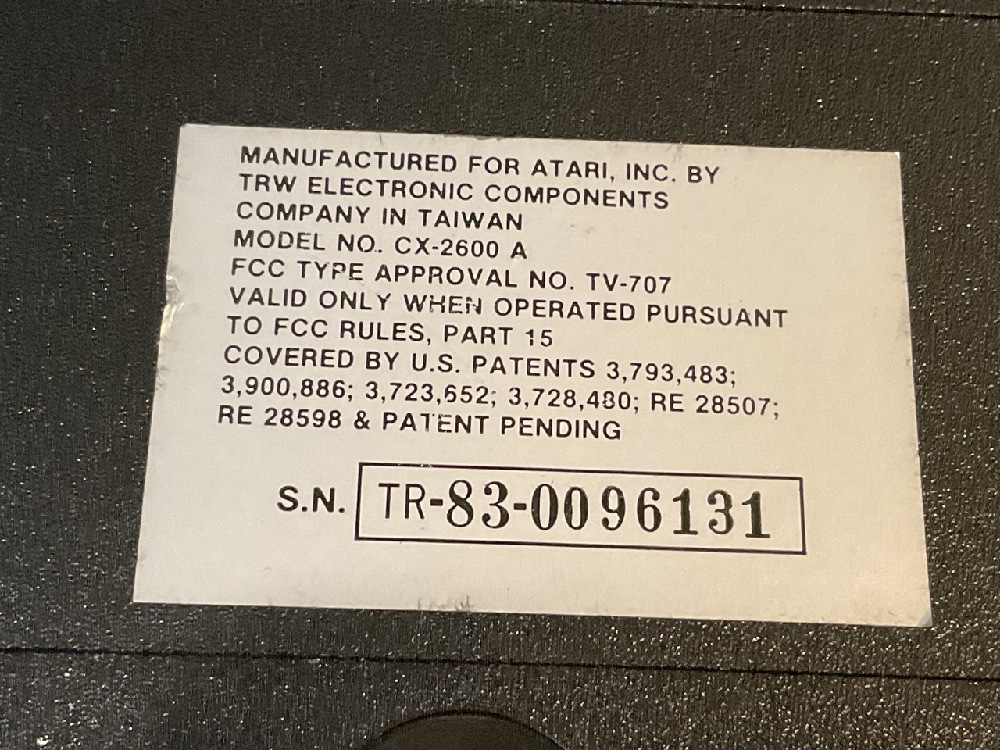 MANUFACTURED FOR ATARI, INC. BY
TRW ELECTRONIC COMPONENTS
COMPANY IN TAIWAN
MODEL NO. CX-2600 A
FCC TYPE APPROVAL NO. TV-707
VALID ONLY WHEN OPERATED PURSUANT
TO FCC RULES, PART 15
COVERED BY U.S. PATENTS 3,793,483;
3,900,886; 3,723,652; 3,728,480; RE 28507;
RE 28598 & PATENT PENDING
S.N. TR-83-0096131